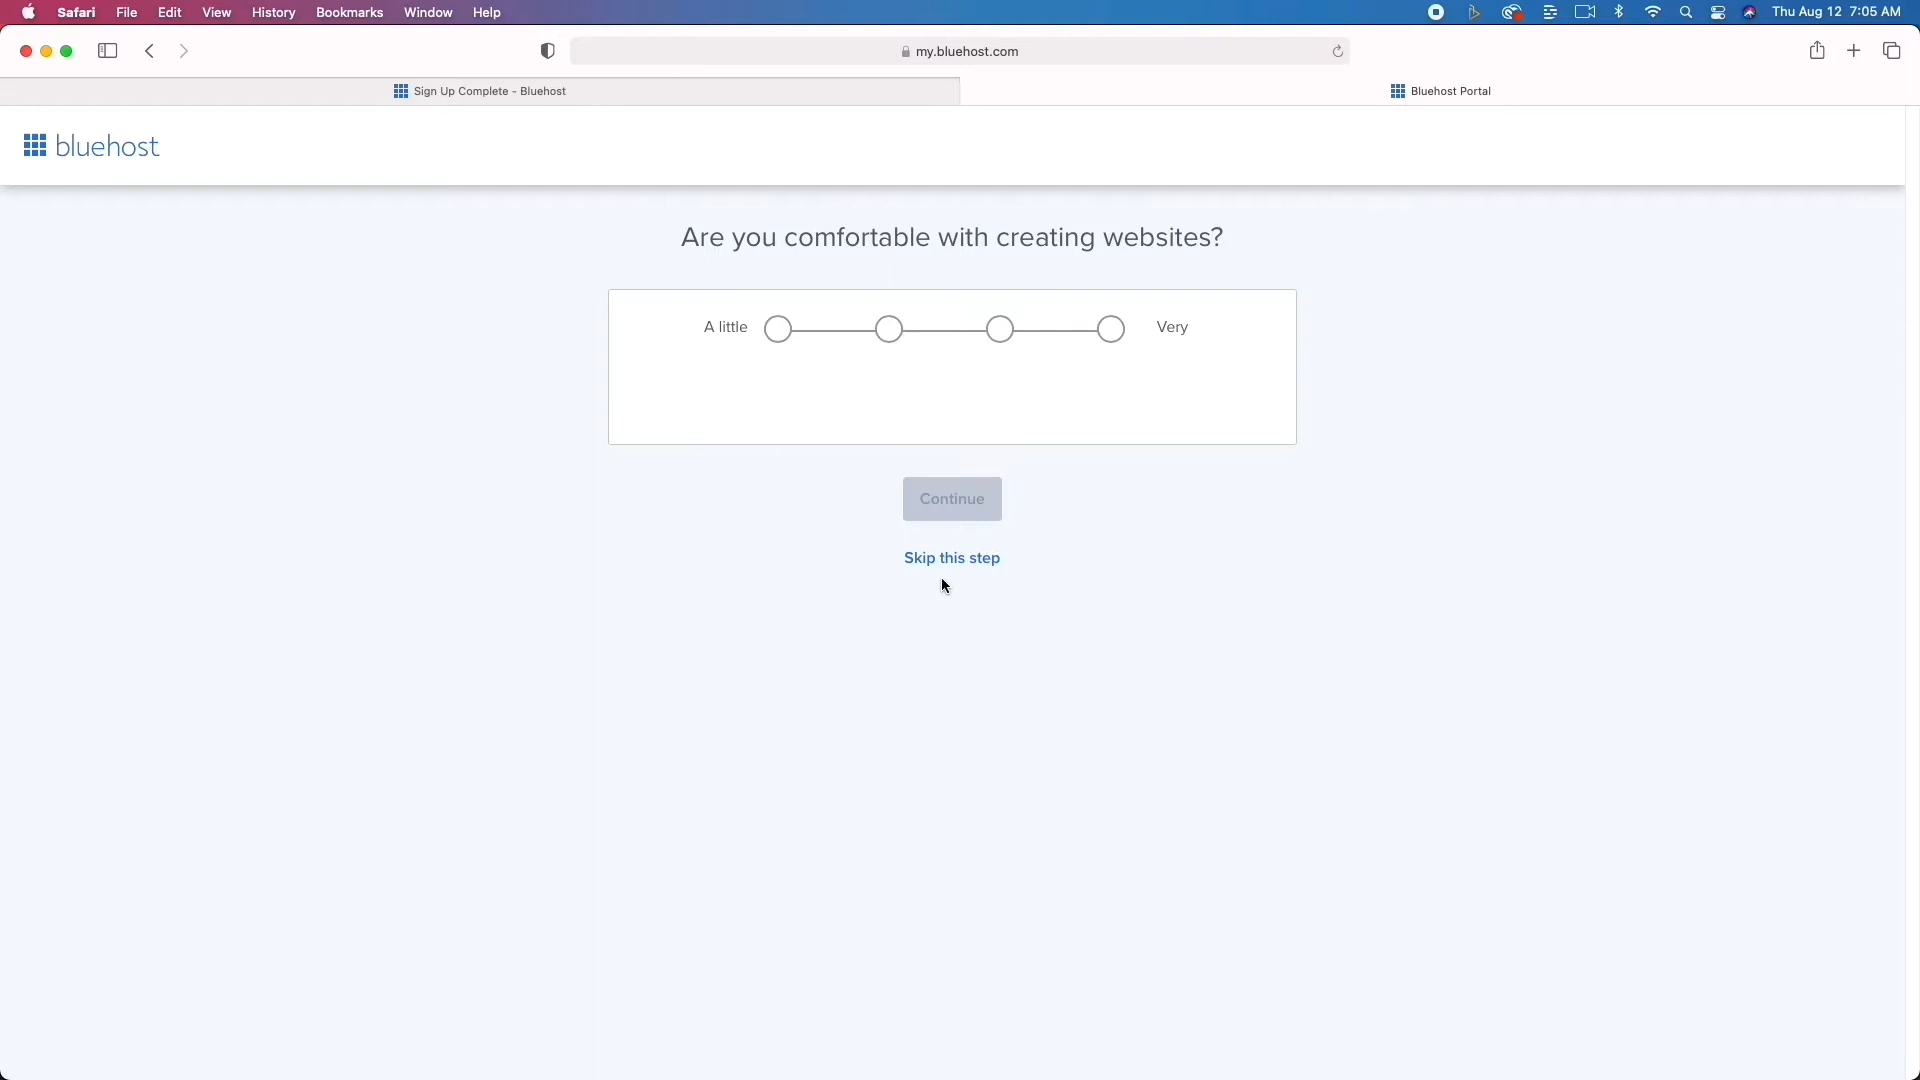 Safari File Edit View History Bookmarks Window Help Thu Aug 12 7:05 AM
my.bluehost.com
Sign Up Complete - Bluehost Bluehost Portal
bluehost
Are you comfortable with creating websites?
A little Very
Continue
Skip this step